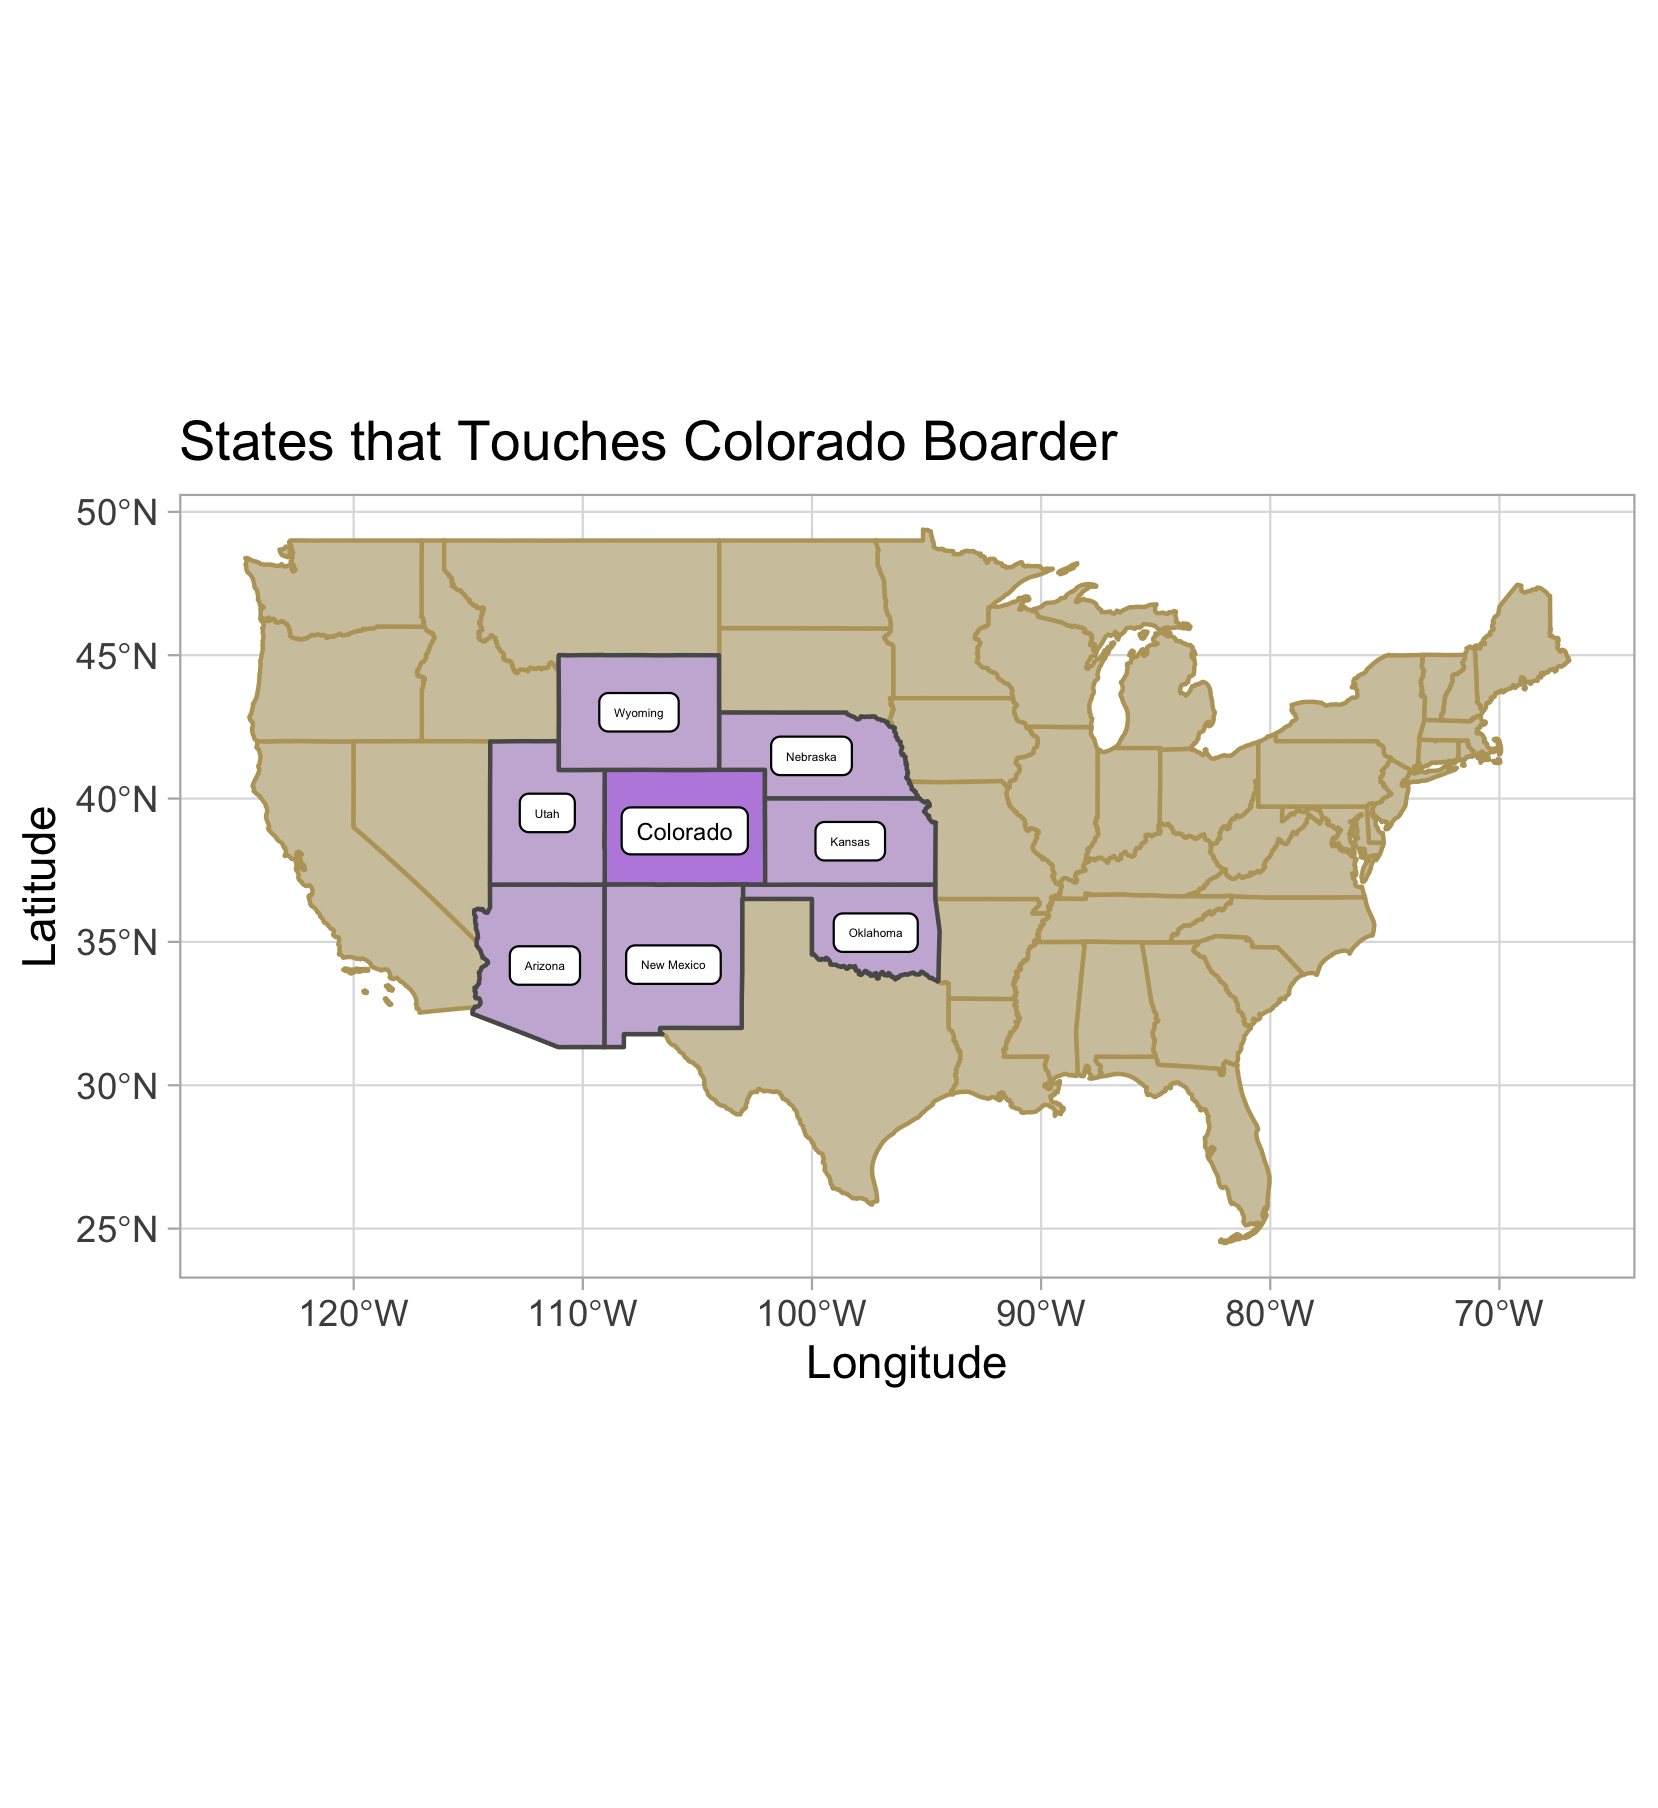 States that Touches Colorado Boarder
50°N
45°N
40°N
35°N
30°N
25°N
Latitude
Wyoming
Nebraska
Utah
Colorado
Kansas
Oklahoma
Arizona
New Mexico
120°W 110°W 100°W 90°W 80°W 70°W
Longitude